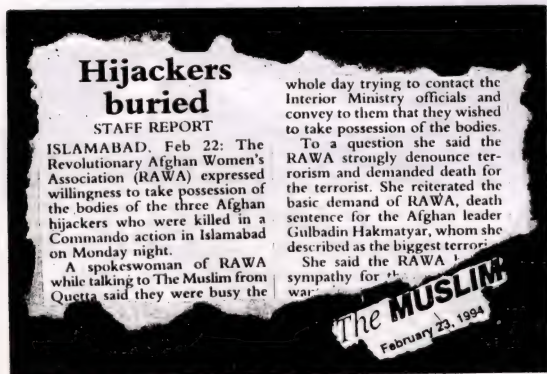 Hijackers
buried
STAFF REPORT
ISLAMABAD. Feb 22: The
Revolutionary Afghan Women's
Association (RAWA) expressed
willingness to take possession of
the bodies of the three Afghan
hijackers who were killed in a
Commando action in Islamabad
on Monday night.
A spokeswoman of RAWA
while talking to The Muslim from
Quetta said they were busy the
whole day trying to contact the
Interior Ministry officials and
convey to them that they wished
to take possession of the bodies.
To a question she said the
RAWA strongly denounce ter-
rorism and demanded death for
the terrorist. She reiterated the
basic demand of RAWA, death
sentence for the Afghan leader
Gulbadin Hakmatyar, whom she
described as the biggest
She said the RAWA
sympathy for
The MUSLIM
February 23, 1994